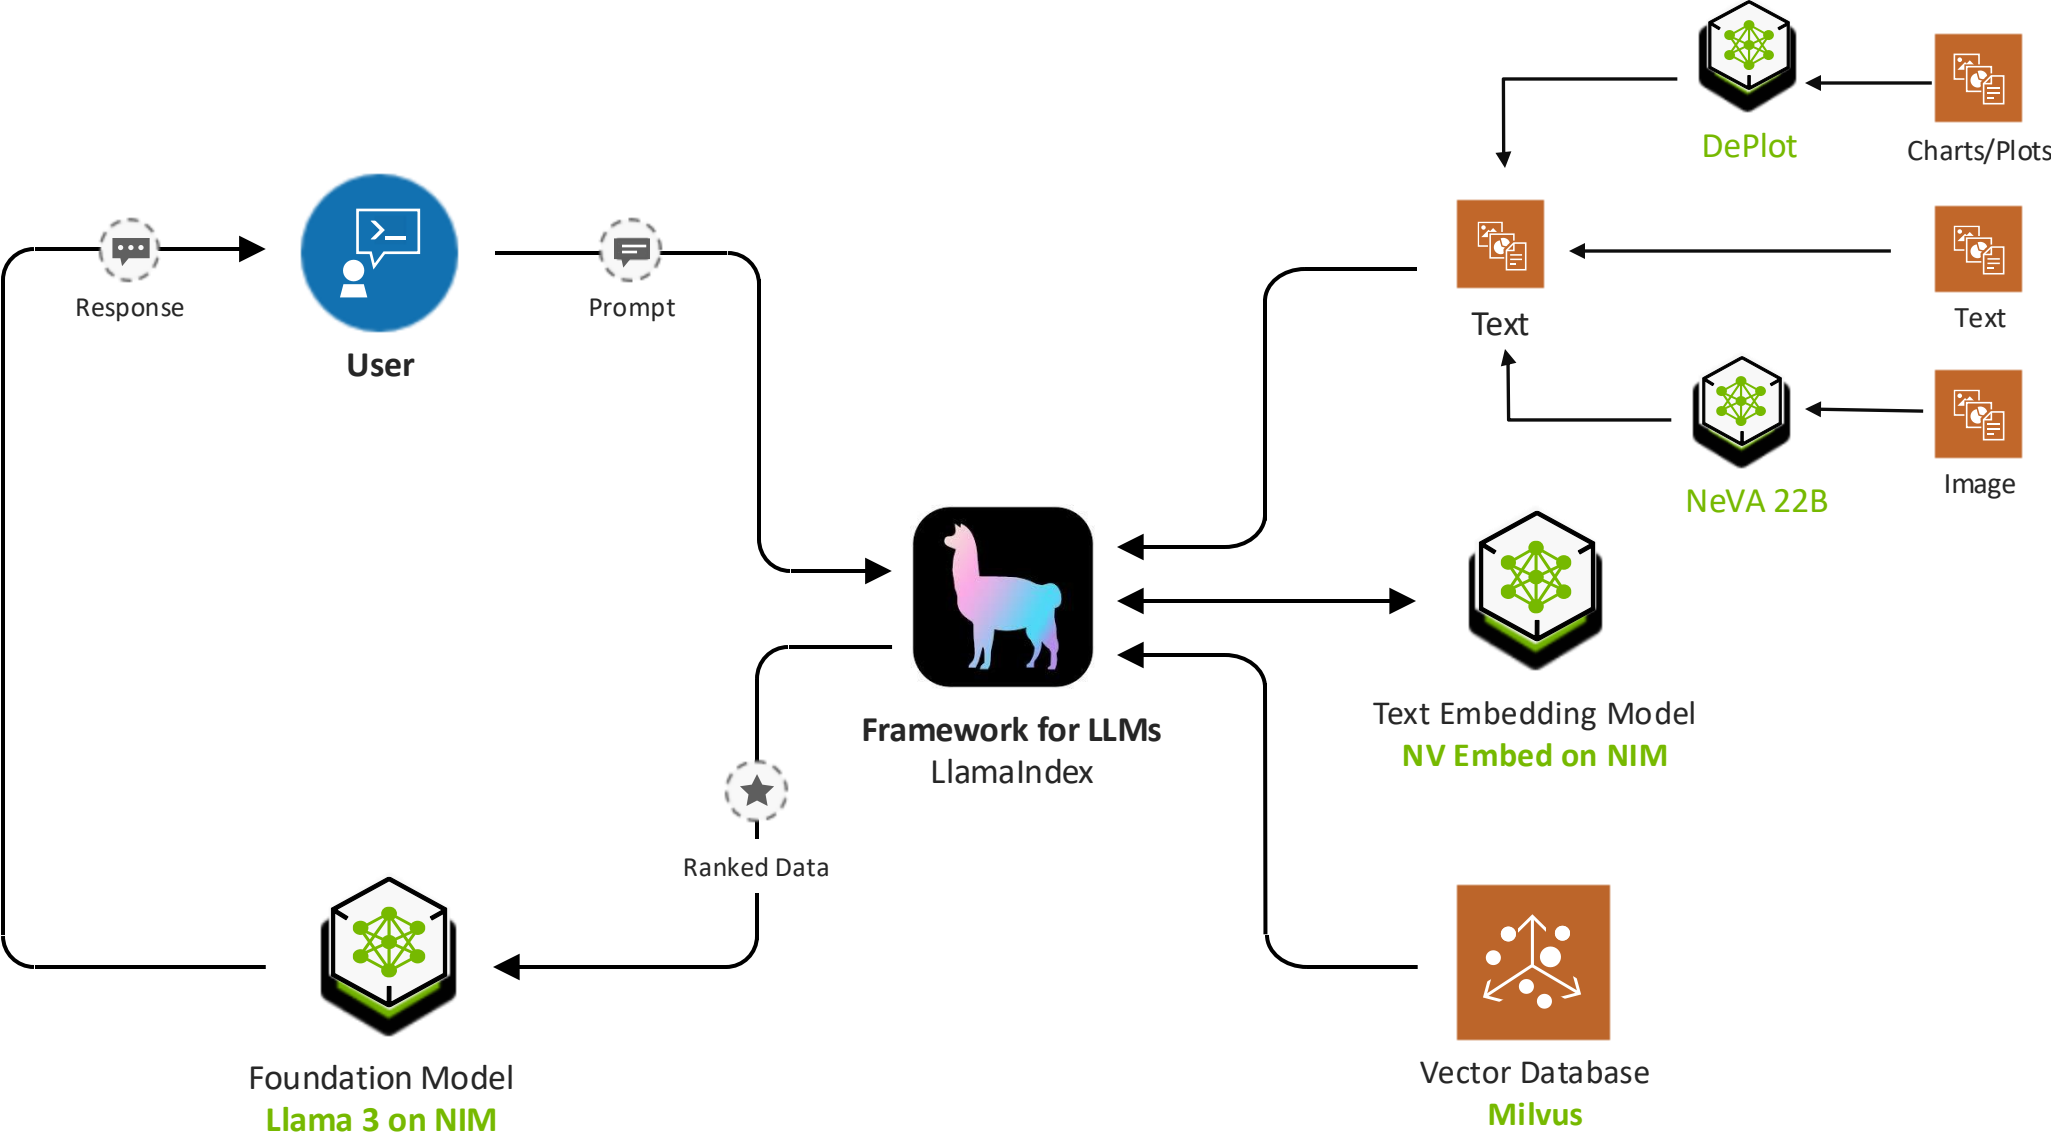 DePlot
Charts/Plots
Response
User
Prompt
Text
Text
NeVA 22B
Image
Framework for LLMs
LlamaIndex
Text Embedding Model
NV Embed on NIM
Ranked Data
Foundation Model
Llama 3 on NIM
Vector Database
Milvus